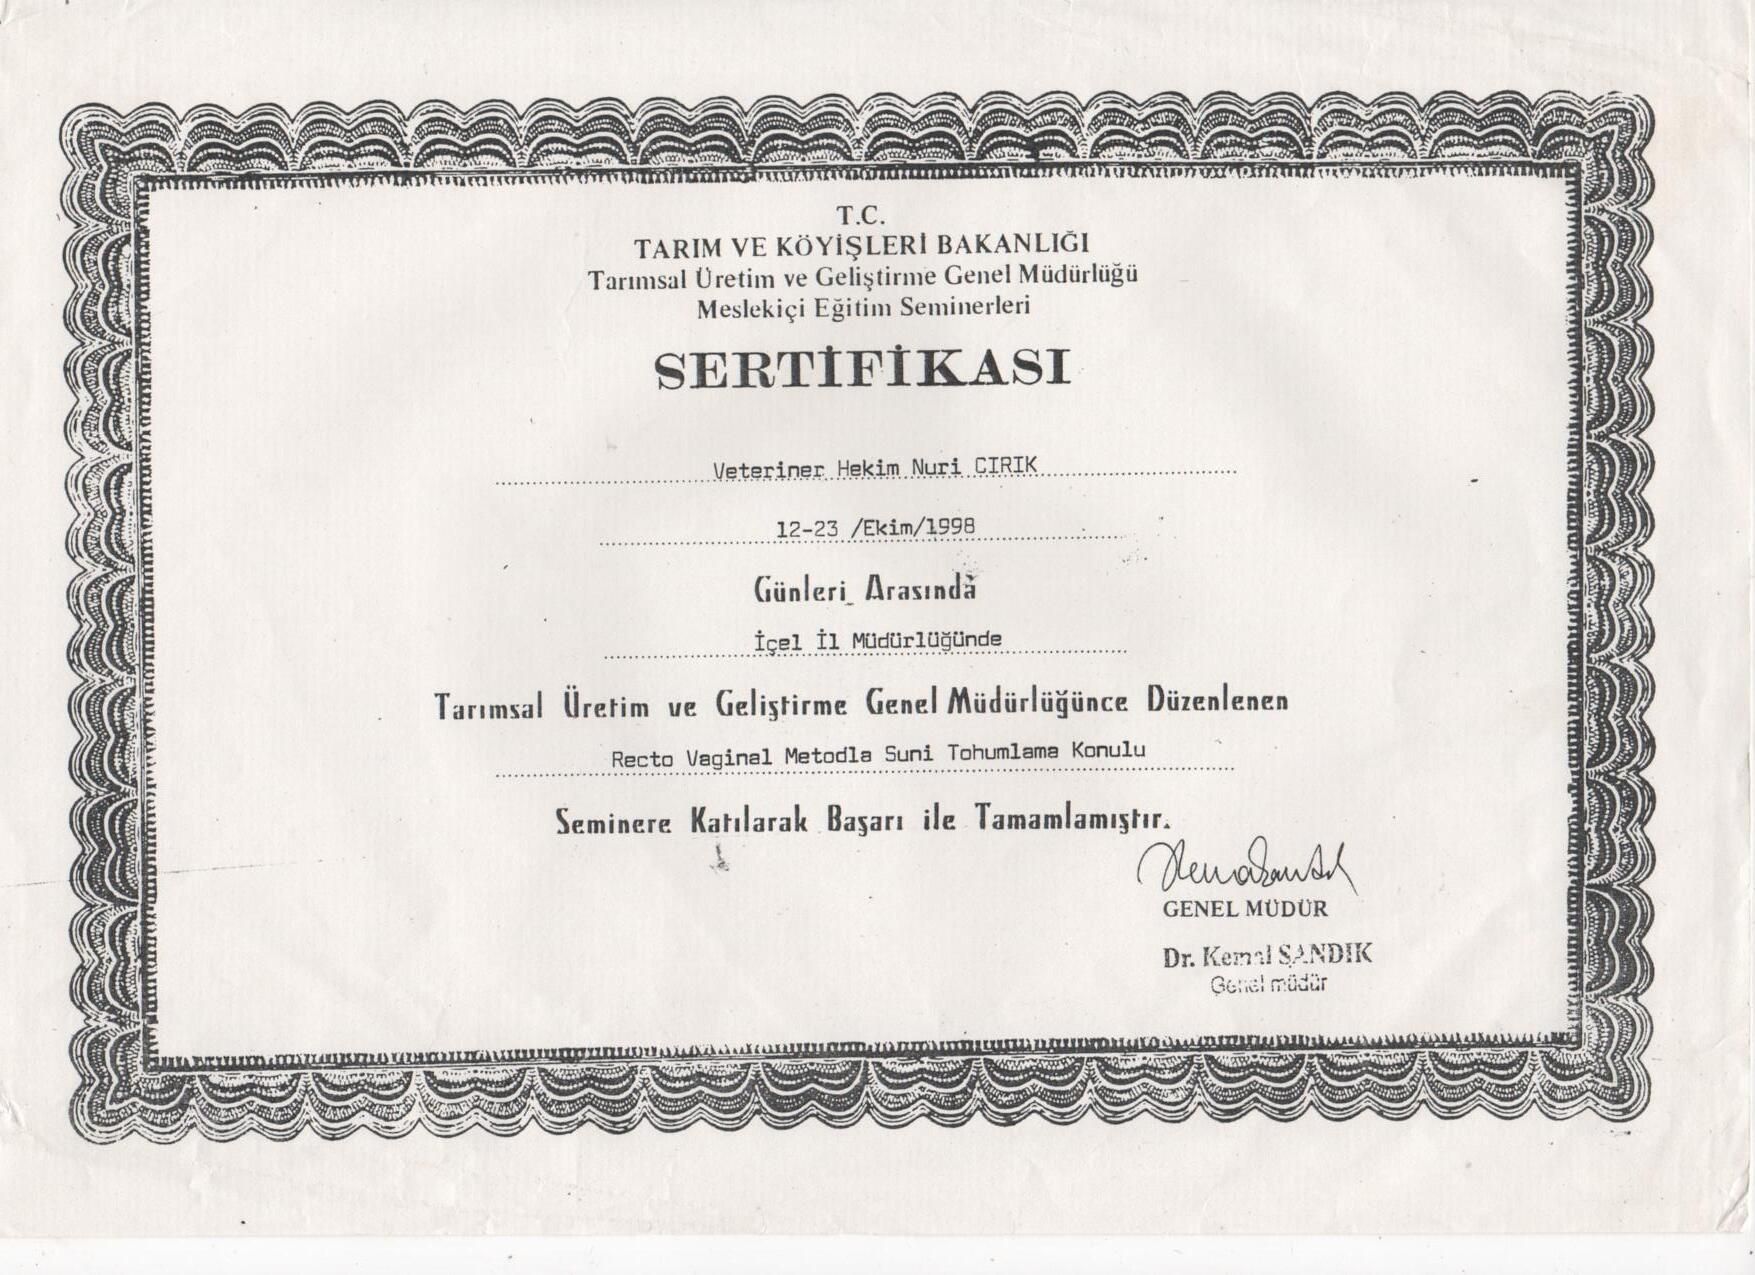 T.C.
TARIM VE KÖYİŞLERİ BAKANLIĞI
Tarımsal Üretim ve Geliştirme Genel Müdürlüğü
Meslekiçi Eğitim Seminerleri
SERTİFİKASI
Veteriner Hekim Nuri CIRIK
12-23 /Ekim/1998
Günleri Arasında
İçel İl Müdürlüğünde
Tarımsal Üretim ve Geliştirme Genel Müdürlüğünce Düzenlenen
Recto Vaginal Metodla Suni Tohumlama Konulu
Seminere Katılarak Başarı ile Tamamlamıştır.
GENEL MÜDÜR
Dr. Kemal SANDIK
Genel müdür